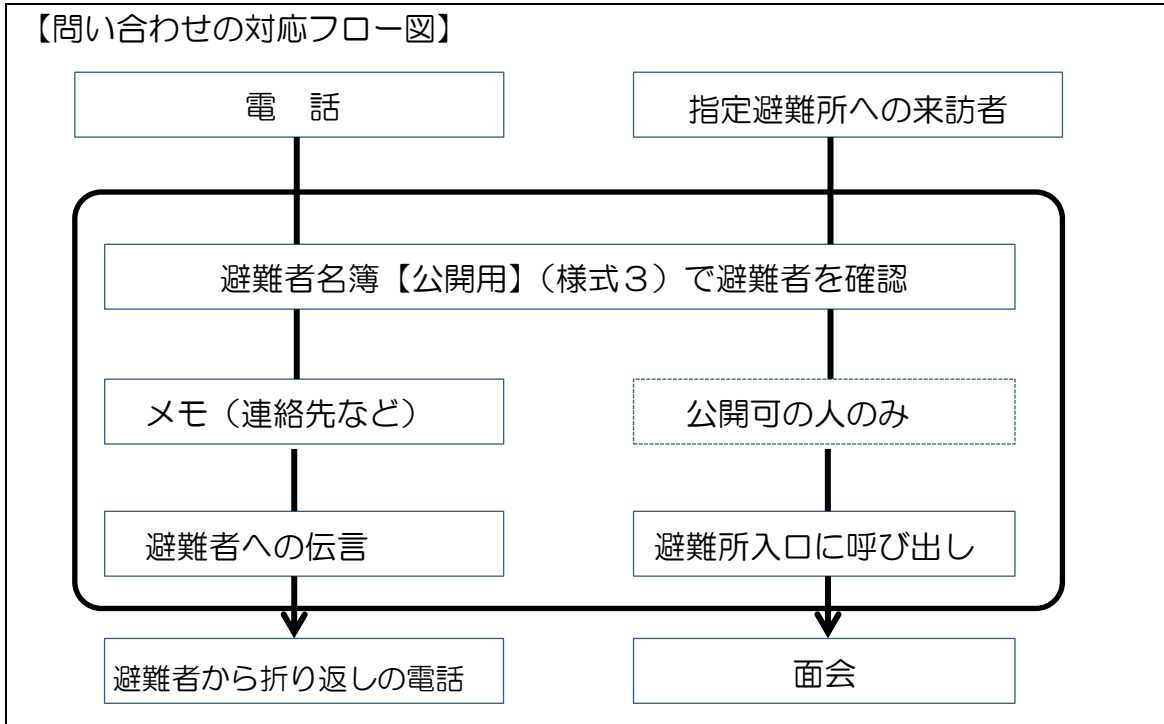 【問い合わせの対応フロー図】
電　話
指定避難所への来訪者
避難者名簿【公開用】（様式３）で避難者を確認
メモ（連絡先など）
公開可の人のみ
避難者への伝言
避難所入口に呼び出し
避難者から折り返しの電話
面会